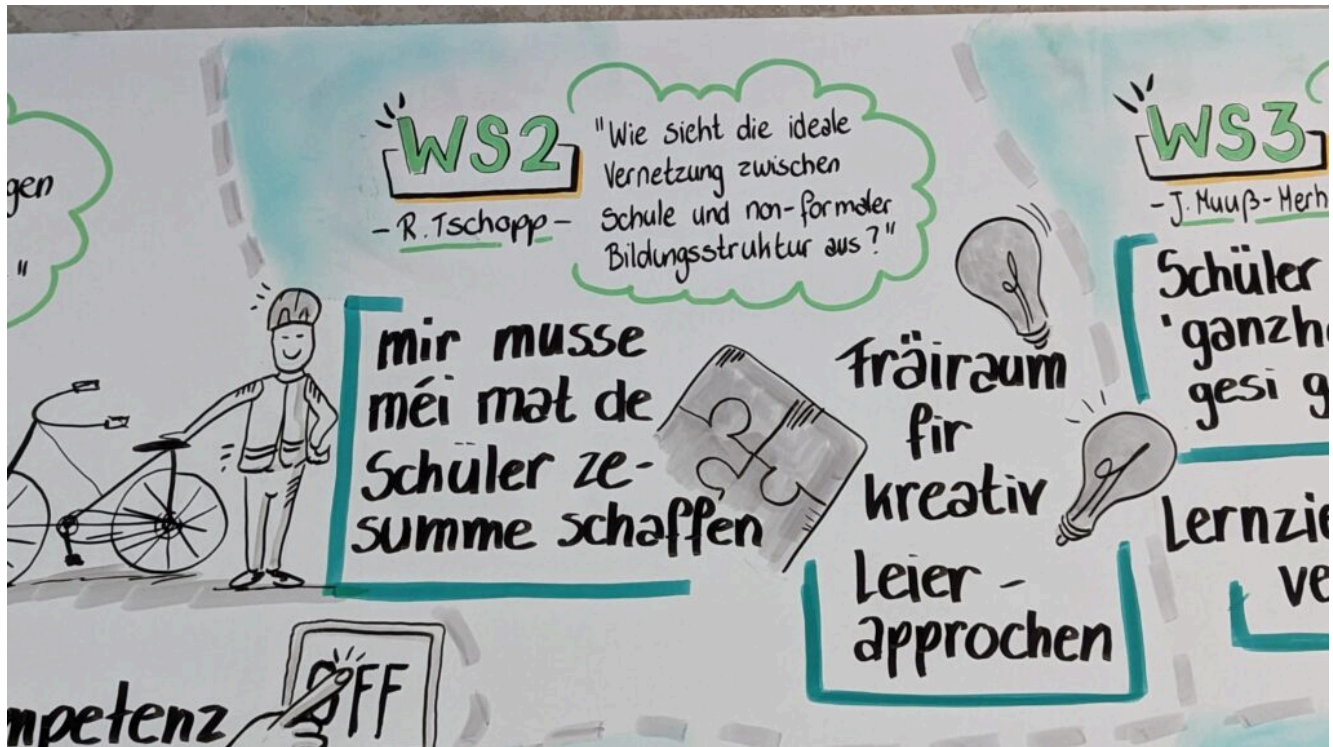 gen
"
WS2
- R. Tschopp -
"Wie sieht die ideale
Vernetzung zwischen
Schule und non-formaler
Bildungsstruktur aus?"
mir musse
méi mat de
Schüler ze-
summe schaffen
Fräiraum
fir
kreativ
Leier-
approchen
WS3
- J. Muuß-Merh
Schüler
'ganzh
gesi g
Lernzie
ve
mpetenz
OFF